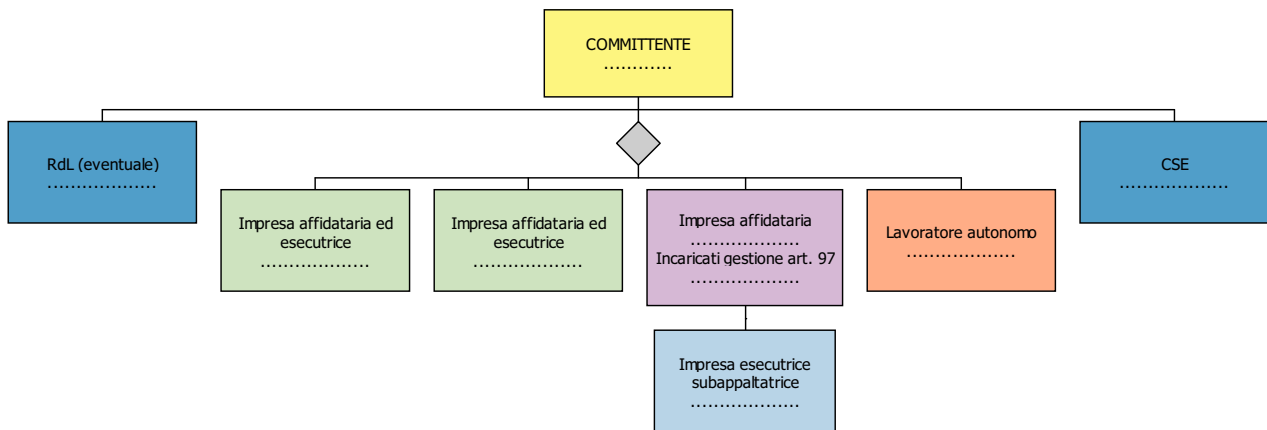 COMMITTENTE
............
RdL (eventuale)
...................
CSE
...................
Impresa affidataria ed
esecutrice
...................
Impresa affidataria ed
esecutrice
...................
Impresa affidataria
...................
Incaricati gestione art. 97
...................
Lavoratore autonomo
...................
Impresa esecutrice
subappaltatrice
...................